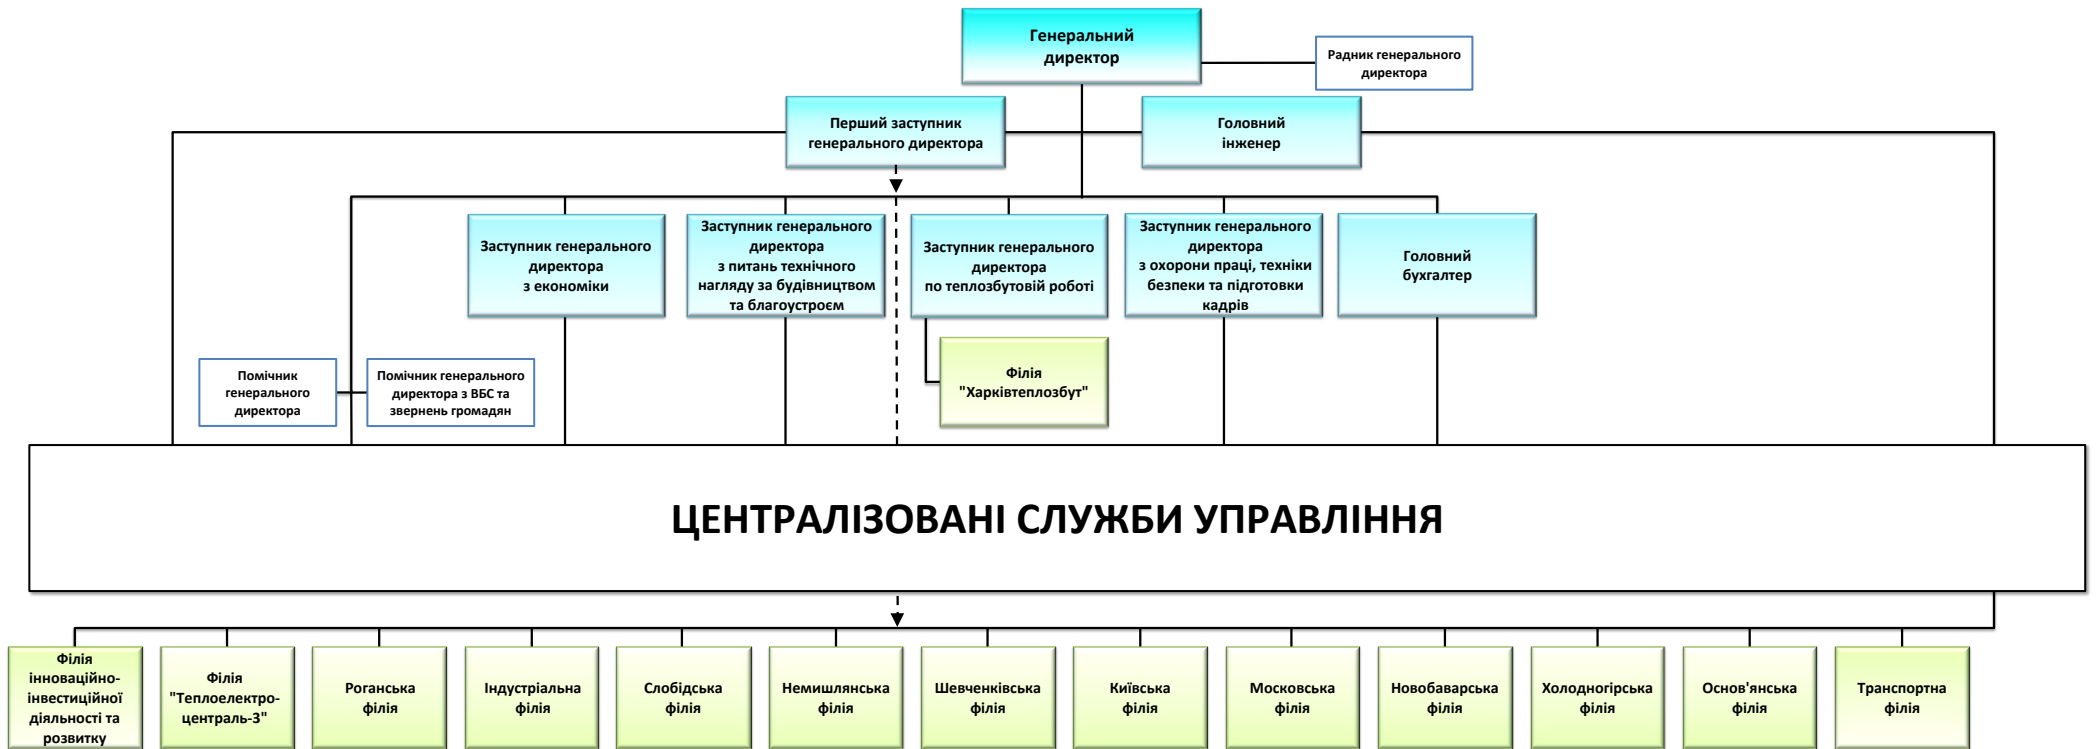 Генеральний
директор
Радник генерального
директора
Перший заступник
генерального директора
Головний
інженер
Заступник генерального
директора
з економіки
Заступник генерального
директора
з питань технічного
нагляду за будівництвом
та благоустроєм
Заступник генерального
директора
по теплозбутовій роботі
Заступник генерального
директора
з охорони праці, техніки
безпеки та підготовки
кадрів
Головний
бухгалтер
Помічник
генерального
директора
Помічник генерального
директора з ВБС та
звернень громадян
Філія
"Харківтеплозбут"
ЦЕНТРАЛІЗОВАНІ СЛУЖБИ УПРАВЛІННЯ
Філія
інноваційно-
інвестиційної
діяльності та
розвитку
Філія
"Теплоелектро-
централь-3"
Роганська
філія
Індустріальна
філія
Слобідська
філія
Немишлянська
філія
Шевченківська
філія
Київська
філія
Московська
філія
Новобаварська
філія
Холодногірська
філія
Основ'янська
філія
Транспортна
філія